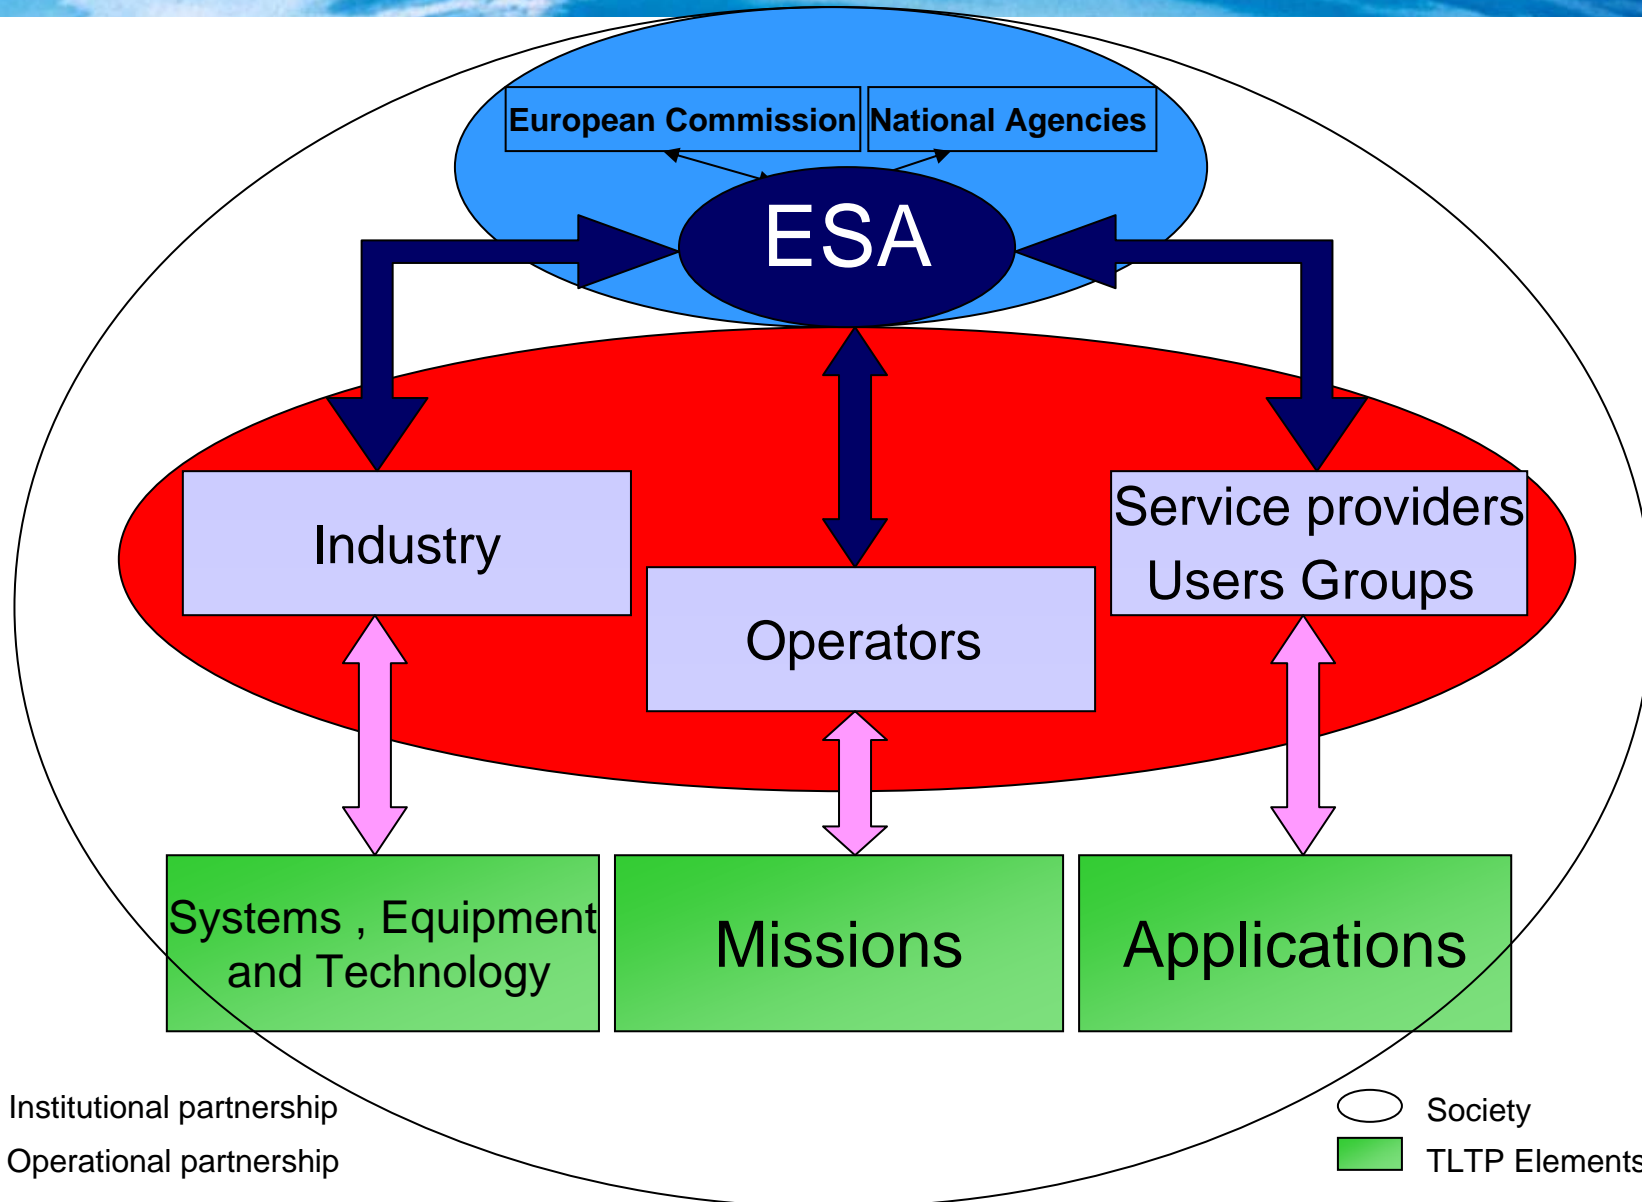 European Commission
National Agencies
ESA
Industry
Operators
Service providers
Users Groups
Systems , Equipment
and Technology
Missions
Applications
Institutional partnership
Operational partnership
Society
TLTP Elements